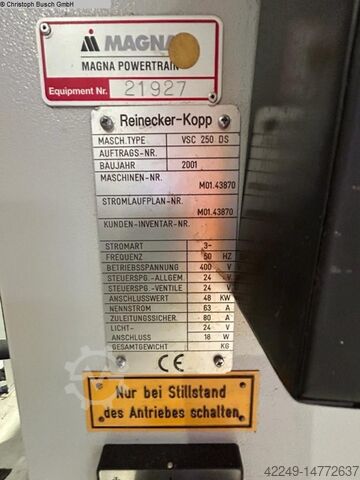 © Christoph Busch GmbH
MAGNA
MAGNA POWERTRAIN
Equipment Nr. 21927
Reinecker-Kopp
MASCH.TYPE VSC 250 DS
AUFTRAGS-NR.
BAUJAHR 2001
MASCHINEN-NR.
M01.43870
STROMLAUFPLAN-NR.
M01.43870
KUNDEN-INVENTAR-NR.
STROMART 3~
FREQUENZ 50 HZ
BETRIEBSSPANNUNG 400 V
STEUERSPG.-ALLGEM. 24 V
STEUERSPG.-VENTILE 24 V
ANSCHLUSSWERT 48 KW
NENNSTROM 63 A
ZULEITUNGSSICHER. 80 A
LICHT- 24 V
ANSCHLUSS 18 W
GESAMTGEWICHT KG
CE
Nur bei Stillstand
des Antriebes schalten
42249-14772637